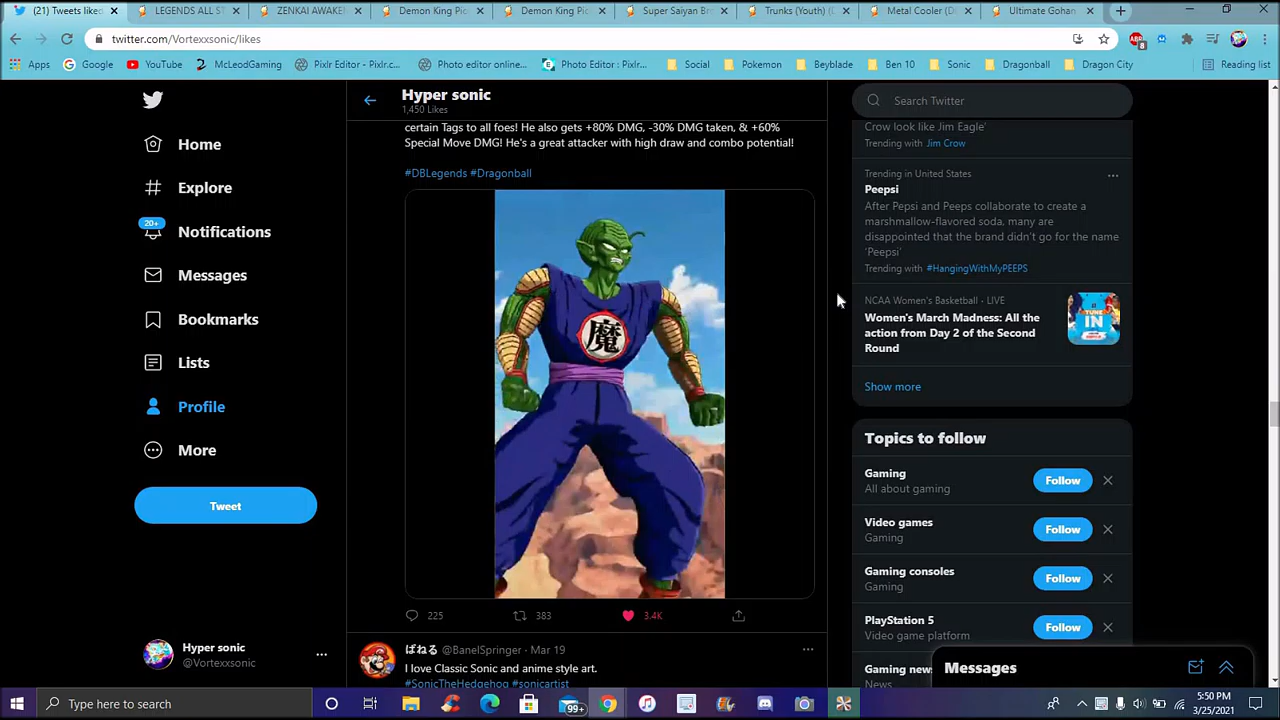 (21) Tweets liked
LEGENDS ALL ST
ZENKAI AWAKEN
Demon King Pic
Demon King Pic
Super Saiyan Bro
Trunks (Youth) (
Metal Cooler (D
Ultimate Gohan
twitter.com/Vortexxsonic/likes
8
Apps
Google
YouTube
McLeodGaming
Pixlr Editor - Pixlr.c...
Photo editor online...
Photo Editor : Pixlr...
Social
Pokemon
Beyblade
Ben 10
Sonic
Dragonball
Dragon City
Reading list
Home
Explore
20+
Notifications
Messages
Bookmarks
Lists
Profile
More
Tweet
Hyper sonic
@Vortexxsonic
Hyper sonic
1,450 Likes
certain Tags to all foes! He also gets +80% DMG, -30% DMG taken, & +60%
Special Move DMG! He's a great attacker with high draw and combo potential!
#DBLegends #Dragonball
魔
225
383
3.4K
ばねる @BanelSpringer · Mar 19
I love Classic Sonic and anime style art.
#SonicTheHedgehog #sonicartist
Search Twitter
Crow look like Jim Eagle'
Trending with Jim Crow
Trending in United States
Peepsi
After Pepsi and Peeps collaborate to create a
marshmallow-flavored soda, many are
disappointed that the brand didn't go for the name
'Peepsi'
Trending with #HangingWithMyPEEPS
NCAA Women's Basketball · LIVE
Women's March Madness: All the
action from Day 2 of the Second
Round
TUNE
IN
Show more
Topics to follow
Gaming
All about gaming
Follow
Video games
Gaming
Follow
Gaming consoles
Gaming
Follow
PlayStation 5
Video game platform
Follow
Gaming news
News
Messages
Type here to search
99+
5:50 PM
3/25/2021